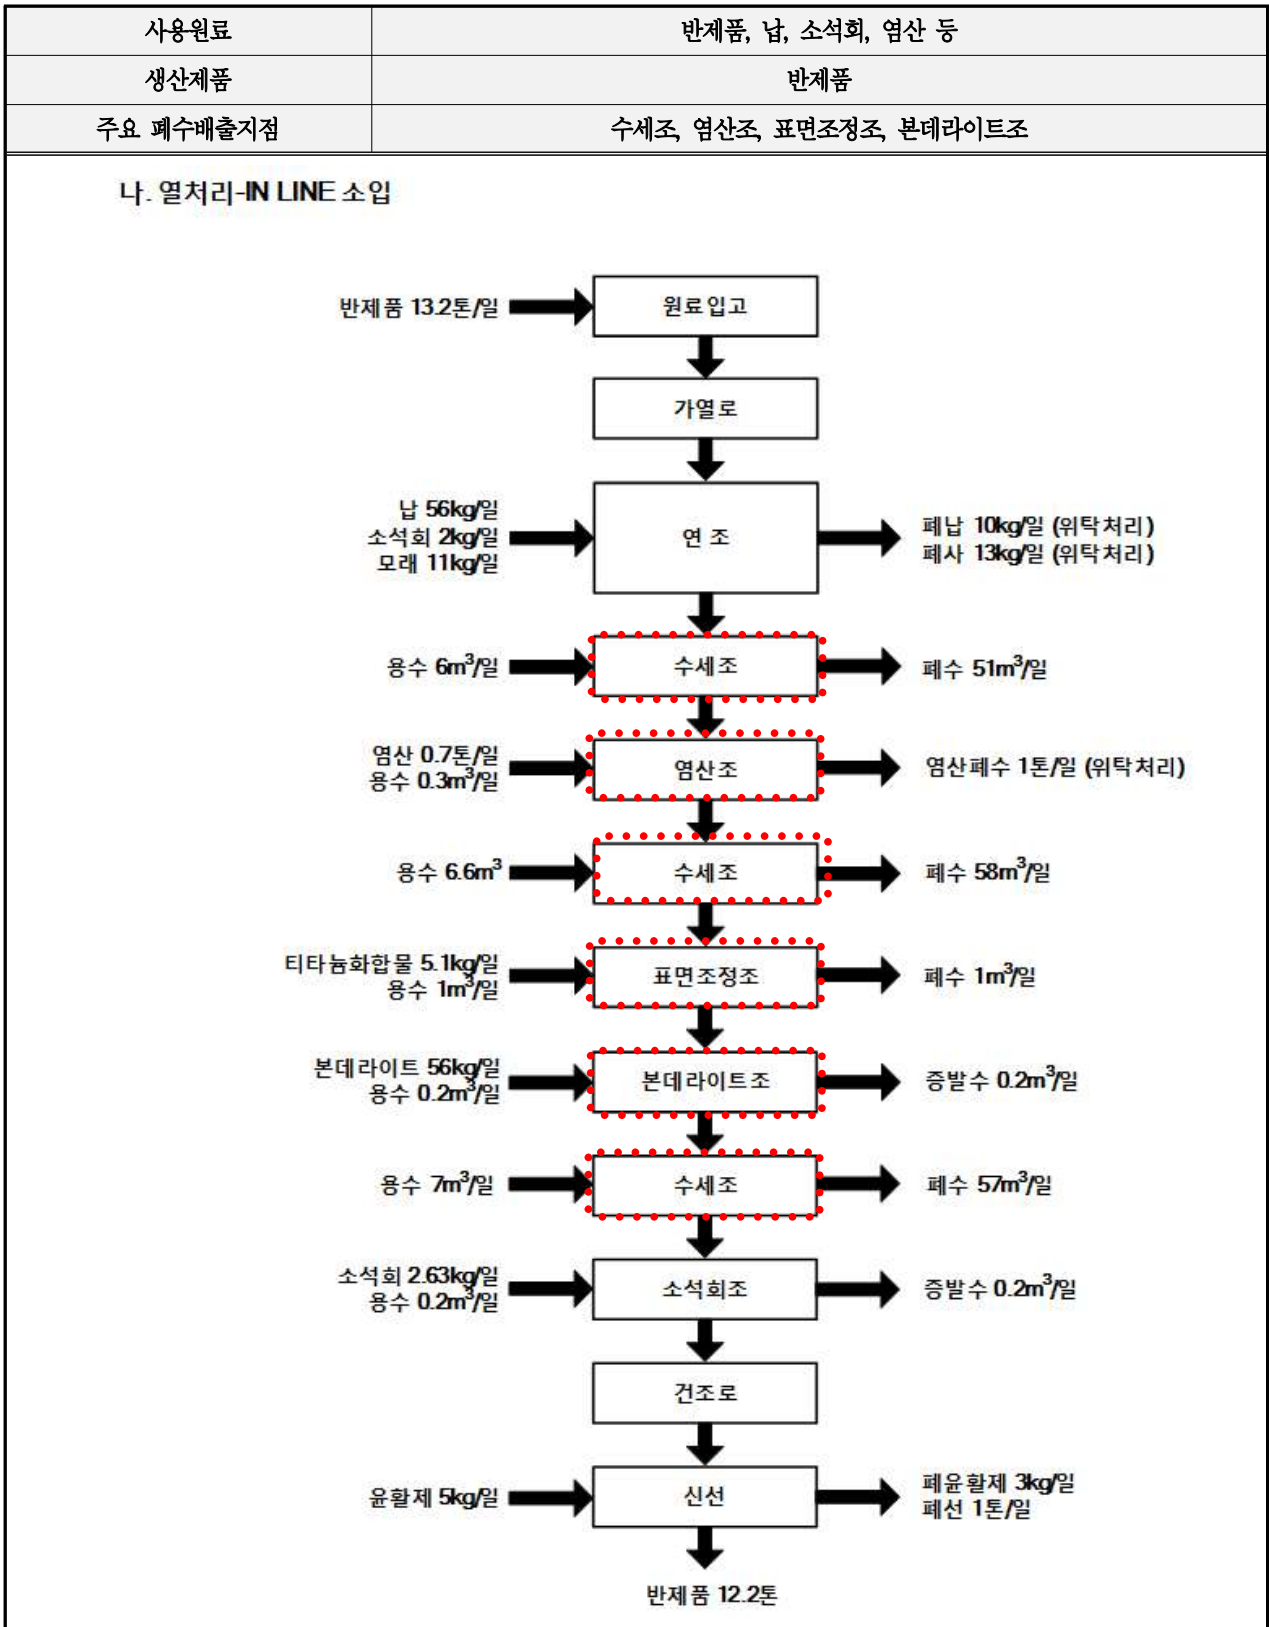 사용원료 반제품, 납, 소석회, 염산 등
생산제품 반제품
주요 폐수배출지점 수세조, 염산조, 표면조정조, 본데라이트조
나. 열처리-IN LINE 소입
반제품 13.2톤/일
원료입고
가열로
납 56kg/일
소석회 2kg/일
모래 11kg/일
연 조
폐납 10kg/일 (위탁처리)
폐사 13kg/일 (위탁처리)
용수 6m³/일
수세조
폐수 51m³/일
염산 0.7톤/일
용수 0.3m³/일
염산조
염산폐수 1톤/일 (위탁처리)
용수 6.6m³
수세조
폐수 58m³/일
티타늄화합물 5.1kg/일
용수 1m³/일
표면조정조
폐수 1m³/일
본데라이트 56kg/일
용수 0.2m³/일
본데라이트조
증발수 0.2m³/일
용수 7m³/일
수세조
폐수 57m³/일
소석회 2.63kg/일
용수 0.2m³/일
소석회조
증발수 0.2m³/일
건조로
윤활제 5kg/일
신선
폐윤활제 3kg/일
폐선 1톤/일
반제품 12.2톤